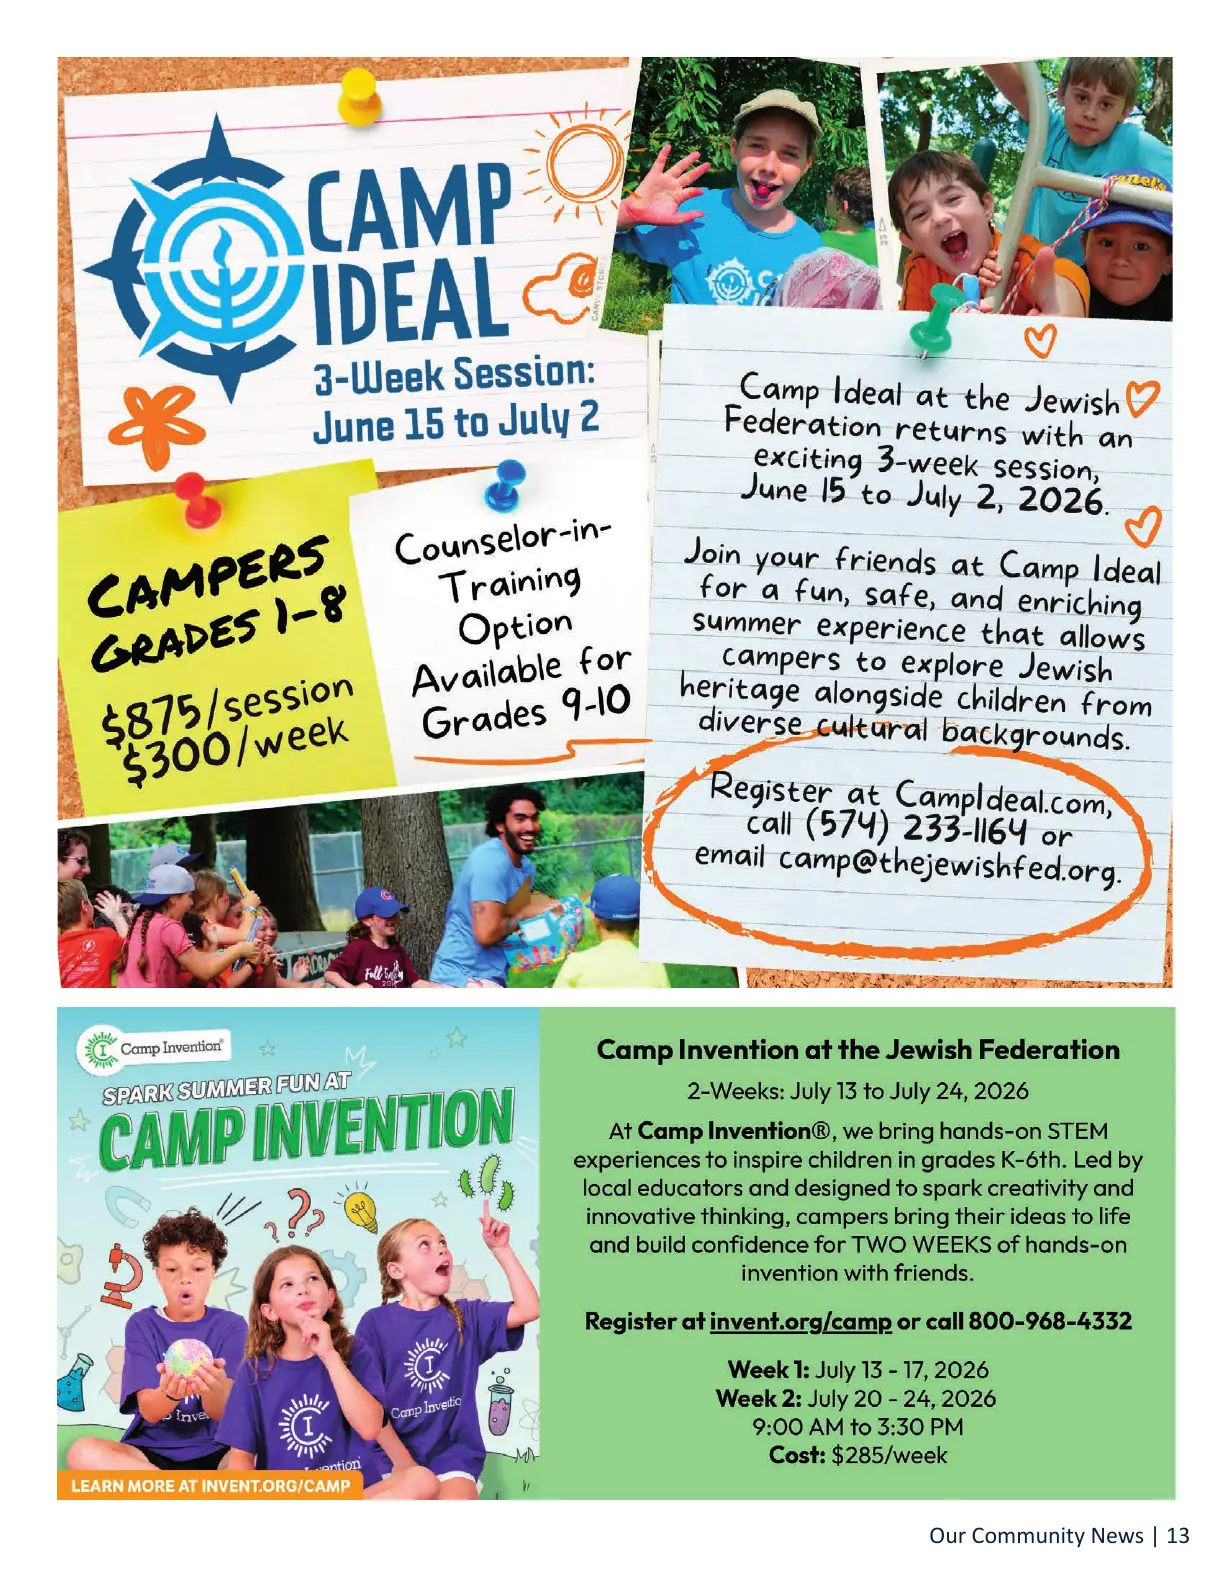 CAMP
IDEAL
3-Week Session:
June 15 to July 2
CAMPERS
GRADES 1-8
$875/session
$300/week
Counselor-in-
Training
Option
Available for
Grades 9-10
Camp Ideal at the Jewish
Federation returns with an
exciting 3-week session,
June 15 to July 2, 2026.
Join your friends at Camp Ideal
for a fun, safe, and enriching
summer experience that allows
campers to explore Jewish
heritage alongside children from
diverse cultural backgrounds.
Register at CampIdeal.com,
call (574) 233-1164 or
email camp@thejewishfed.org.
Camp Invention®
SPARK SUMMER FUN AT
CAMP INVENTION
LEARN MORE AT INVENT.ORG/CAMP
Camp Invention at the Jewish Federation
2-Weeks: July 13 to July 24, 2026
At Camp Invention®, we bring hands-on STEM
experiences to inspire children in grades K-6th. Led by
local educators and designed to spark creativity and
innovative thinking, campers bring their ideas to life
and build confidence for TWO WEEKS of hands-on
invention with friends.
Register at invent.org/camp or call 800-968-4332
Week 1: July 13 - 17, 2026
Week 2: July 20 - 24, 2026
9:00 AM to 3:30 PM
Cost: $285/week
Our Community News | 13